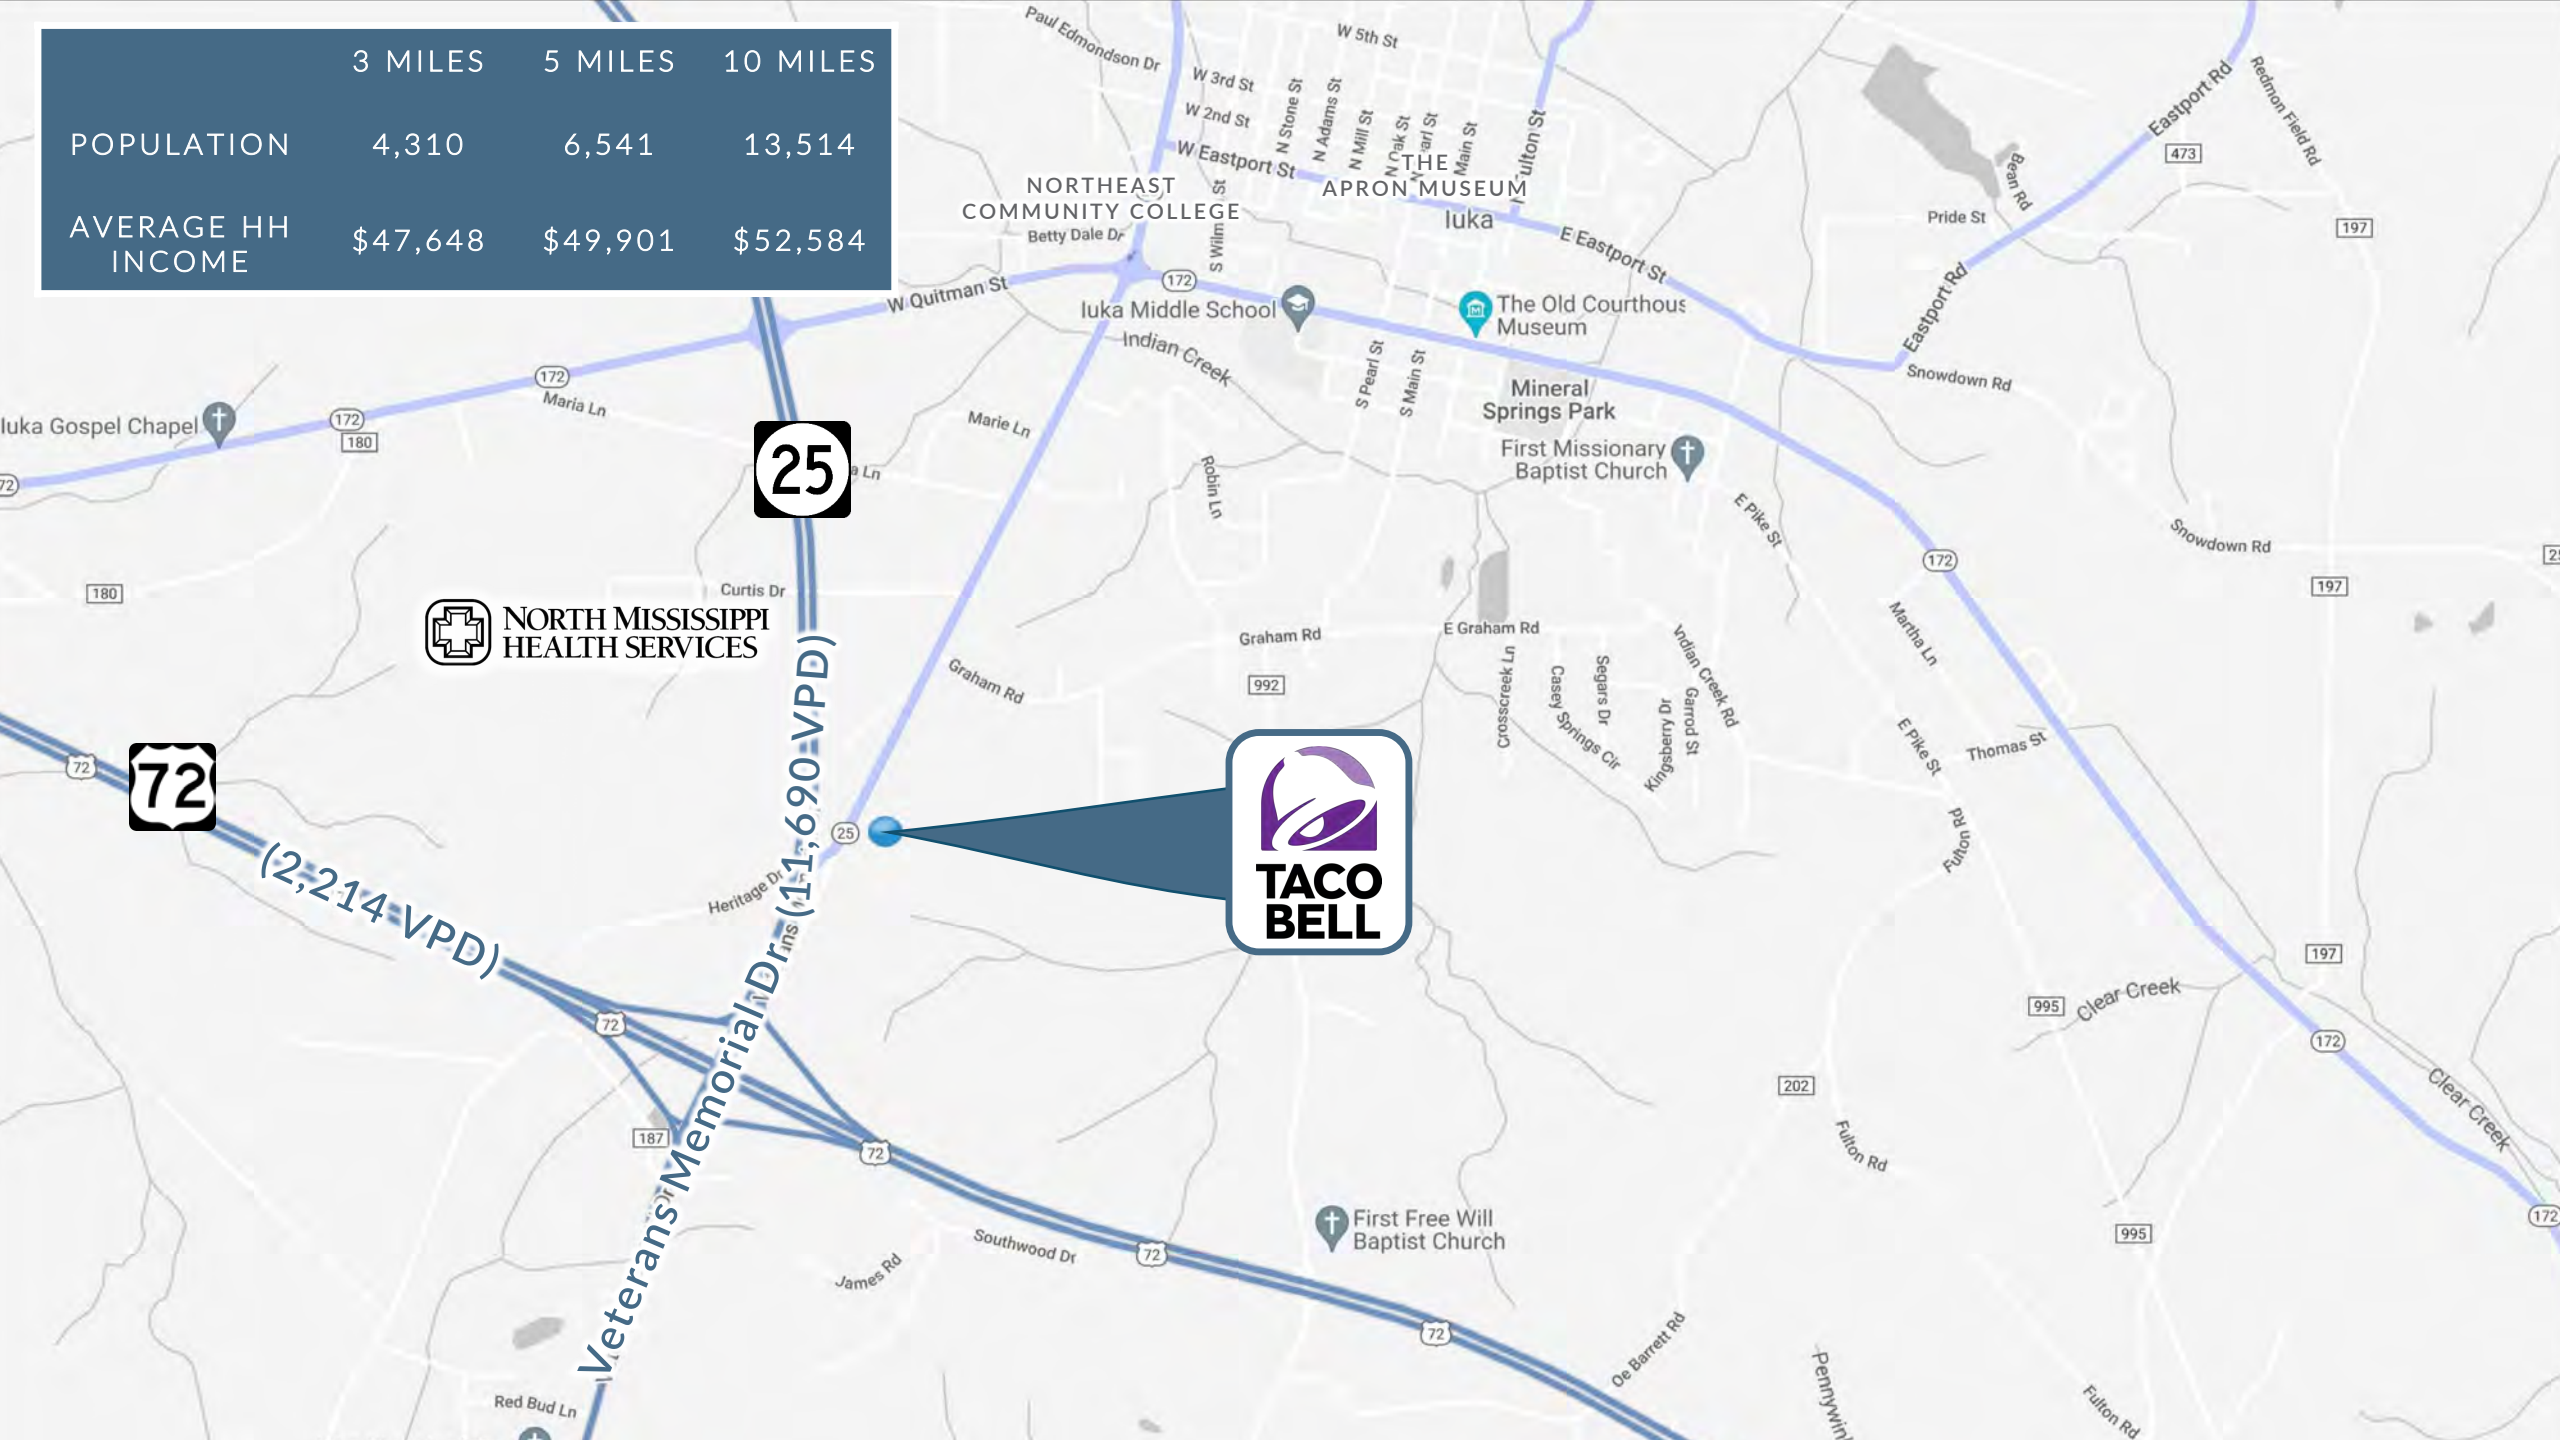 3 MILES 5 MILES 10 MILES
POPULATION 4,310 6,541 13,514
AVERAGE HH
INCOME
$47,648 $49,901 $52,584
Paul Edmondson Dr
W 5th St
W 3rd St
W 2nd St
N Stone St
N Adams St
N Mill St
N Oak St
Main St
W Eastport St
THE
APRON MUSEUM
Iuka
NORTHEAST
COMMUNITY COLLEGE
Betty Dale Dr
E Eastport St
Eastport Rd
Redmon Field Rd
473
Bean Rd
Pride St
197
Eastport Rd
W Quitman St
172
Iuka Middle School
The Old Courthous
Museum
Indian Creek
S Pearl St
S Main St
Mineral
Springs Park
Snowdown Rd
172
Maria Ln
172
180
Iuka Gospel Chapel
72
Marie Ln
First Missionary
Baptist Church
25
a Ln
Robin Ln
E Pike St
Snowdown Rd
172
197
180
Curtis Dr
NORTH MISSISSIPPI
HEALTH SERVICES
Graham Rd
E Graham Rd
Graham Rd
992
Crosscreek Ln
Casey Springs Cir
Segars Dr
Kingsberry Dr
Garrod St
Indian Creek Rd
Martha Ln
E Pike St
Thomas St
72
72
25
TACO
BELL
Fulton Rd
Heritage Dr
(2,214 VPD)
Veterans Memorial Dr (11,690 VPD)
197
995
Clear Creek
72
172
187
72
202
Fulton Rd
Clear Creek
First Free Will
Baptist Church
172
995
Southwood Dr
72
James Rd
72
Oe Barrett Rd
Red Bud Ln
Fulton Rd